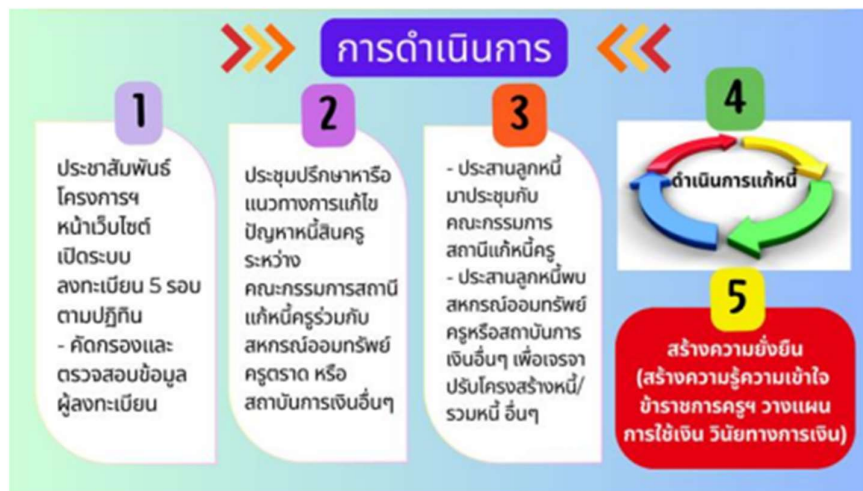 การดำเนินการ
1
ประชาสัมพันธ์
โครงการฯ
หน้าเว็บไซต์
เปิดระบบ
ลงทะเบียน 5 รอบ
ตามปฏิทิน
- คัดกรองและ
ตรวจสอบข้อมูล
ผู้ลงทะเบียน
2
ประชุมปรึกษาหารือ
แนวทางการแก้ไข
ปัญหาหนี้สินครู
ระหว่าง
คณะกรรมการสถานี
แก้หนี้ครูร่วมกับ
สหกรณ์ออมทรัพย์
ครูตราด หรือ
สถาบันการเงินอื่นๆ
3
- ประสานลูกหนี้
มาประชุมกับ
คณะกรรมการ
สถานีแก้หนี้ครู
- ประสานลูกหนี้พบ
สหกรณ์ออมทรัพย์
ครูหรือสถาบันการ
เงินอื่นๆ เพื่อเจรจา
ปรับโครงสร้างหนี้/
รวมหนี้ อื่นๆ
4
ดำเนินการแก้หนี้
5
สร้างความยั่งยืน
(สร้างความรู้ความเข้าใจ
ข้าราชการครูฯ วางแผน
การใช้เงิน วินัยทางการเงิน)